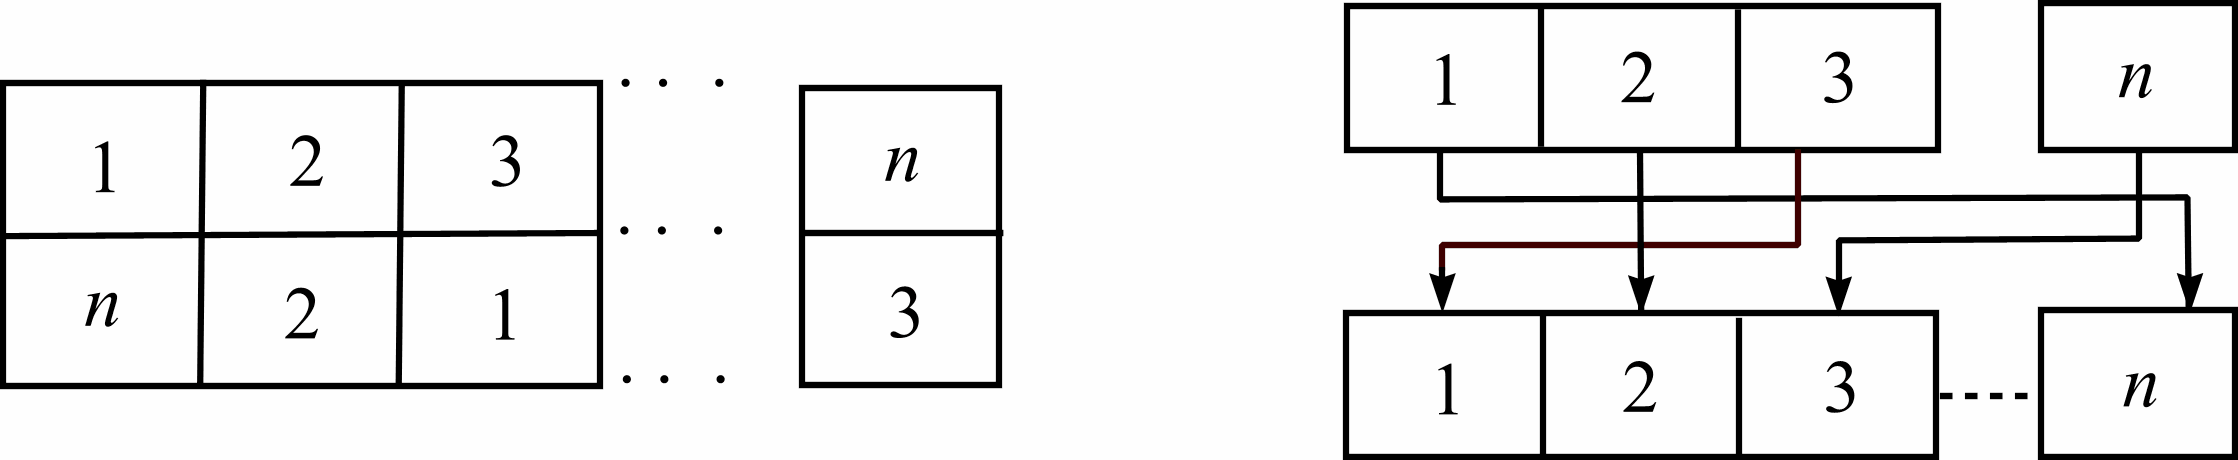 1 2 3 . . . n
n 2 1 . . . 3
1 2 3 n
1 2 3 n